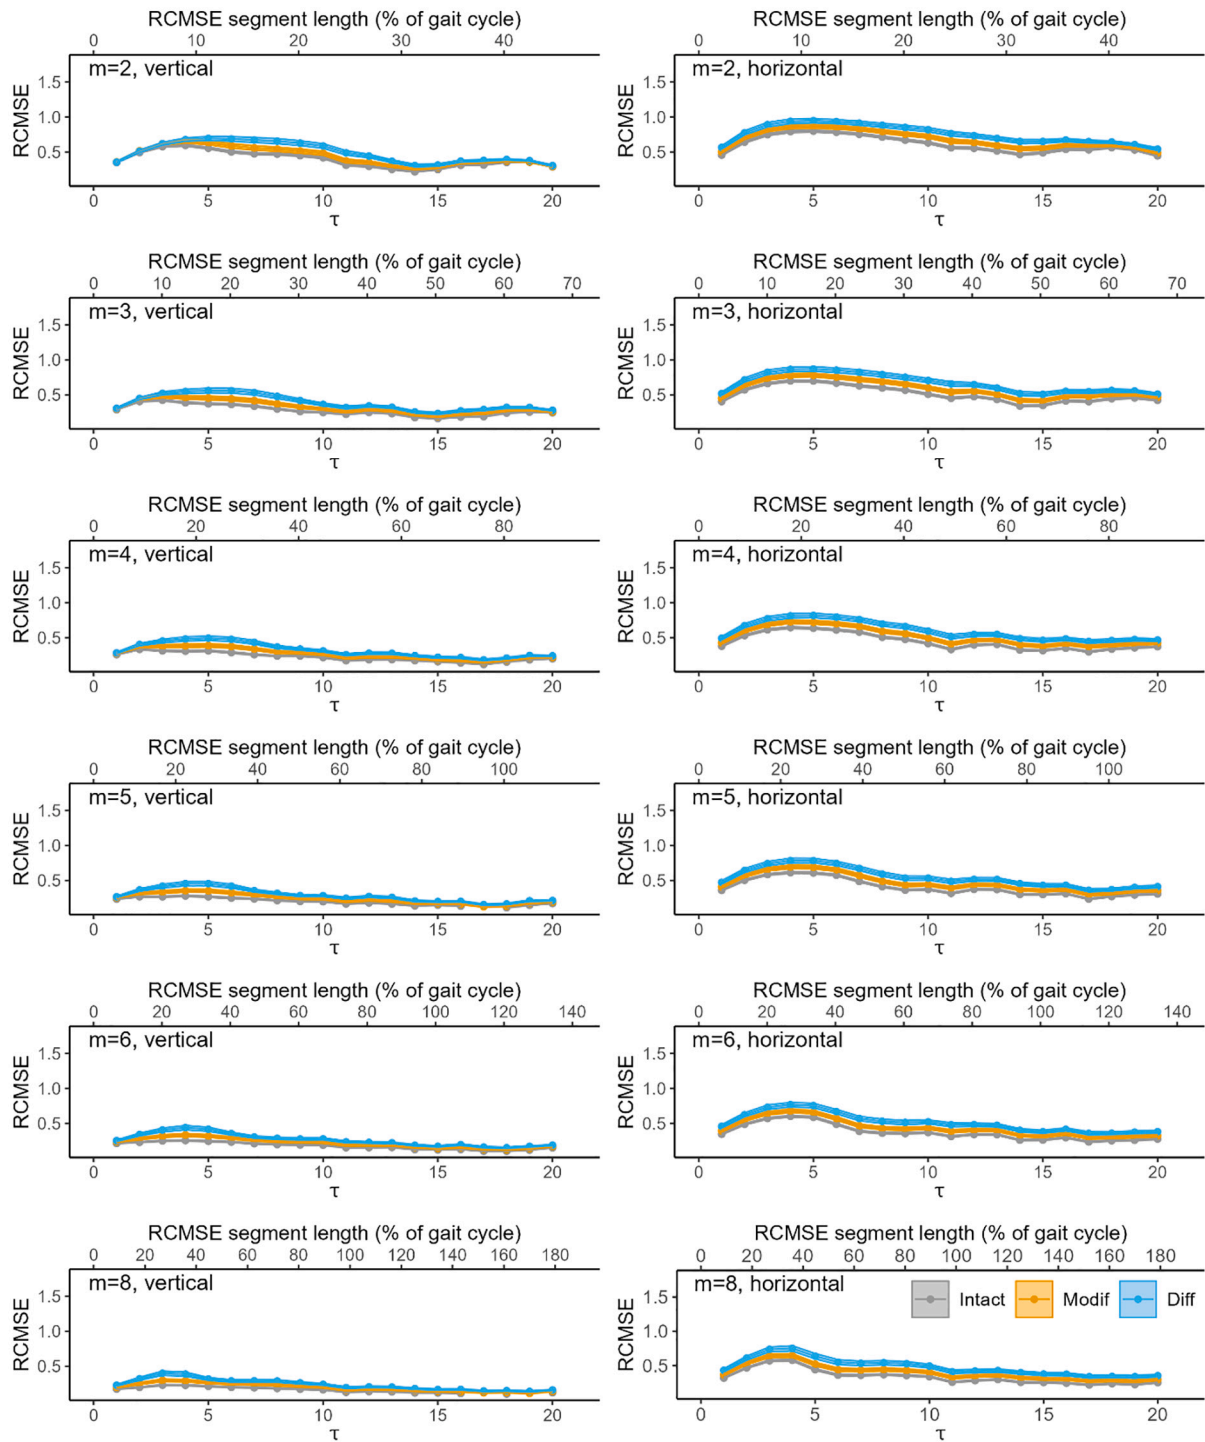 RCMSE segment length (% of gait cycle)
0 10 20 30 40
m=2, vertical
RCMSE
1.5
1.0
0.5
0 5 10 15 20
τ
RCMSE segment length (% of gait cycle)
0 10 20 30 40
m=2, horizontal
RCMSE
1.5
1.0
0.5
0 5 10 15 20
τ
RCMSE segment length (% of gait cycle)
0 10 20 30 40 50 60 70
m=3, vertical
RCMSE
1.5
1.0
0.5
0 5 10 15 20
τ
RCMSE segment length (% of gait cycle)
0 10 20 30 40 50 60 70
m=3, horizontal
RCMSE
1.5
1.0
0.5
0 5 10 15 20
τ
RCMSE segment length (% of gait cycle)
0 20 40 60 80
m=4, vertical
RCMSE
1.5
1.0
0.5
0 5 10 15 20
τ
RCMSE segment length (% of gait cycle)
0 20 40 60 80
m=4, horizontal
RCMSE
1.5
1.0
0.5
0 5 10 15 20
τ
RCMSE segment length (% of gait cycle)
0 20 40 60 80 100
m=5, vertical
RCMSE
1.5
1.0
0.5
0 5 10 15 20
τ
RCMSE segment length (% of gait cycle)
0 20 40 60 80 100
m=5, horizontal
RCMSE
1.5
1.0
0.5
0 5 10 15 20
τ
RCMSE segment length (% of gait cycle)
0 20 40 60 80 100 120 140
m=6, vertical
RCMSE
1.5
1.0
0.5
0 5 10 15 20
τ
RCMSE segment length (% of gait cycle)
0 20 40 60 80 100 120 140
m=6, horizontal
RCMSE
1.5
1.0
0.5
0 5 10 15 20
τ
RCMSE segment length (% of gait cycle)
0 20 40 60 80 100 120 140 160 180
m=8, vertical
RCMSE
1.5
1.0
0.5
0 5 10 15 20
τ
RCMSE segment length (% of gait cycle)
0 20 40 60 80 100 120 140 160 180
m=8, horizontal
Intact Modif Diff
RCMSE
1.5
1.0
0.5
0 5 10 15 20
τ